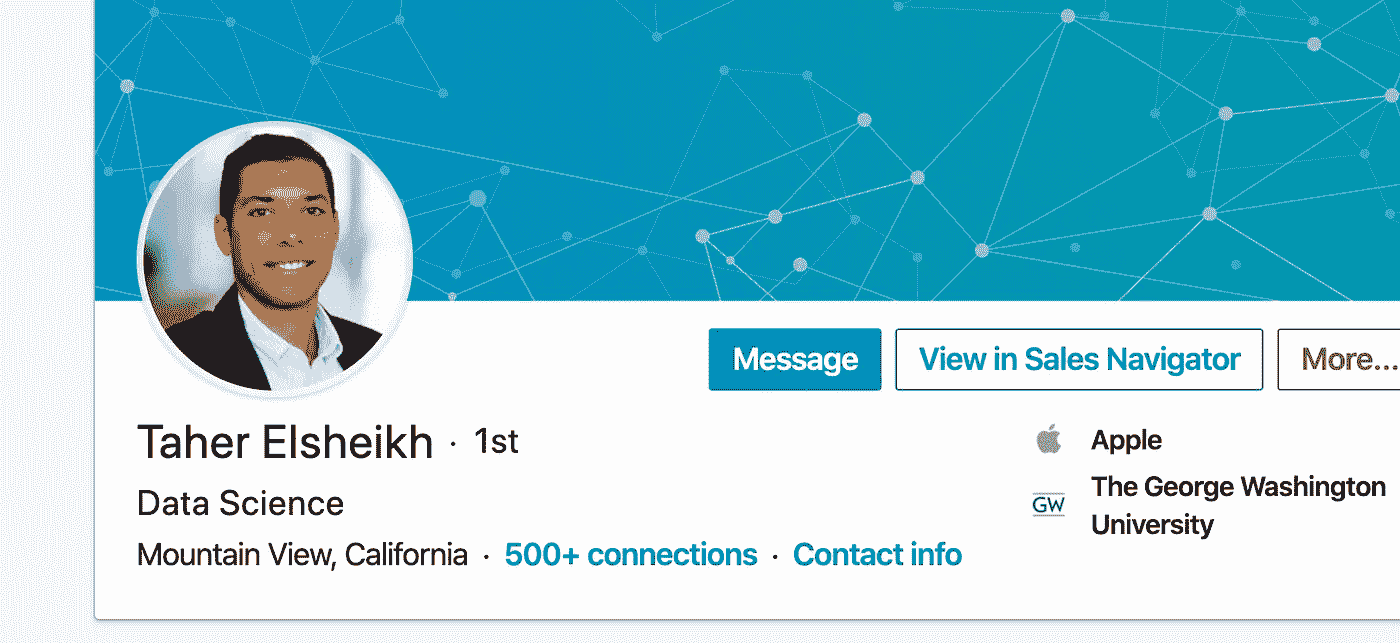 Message
View in Sales Navigator
More...
Taher Elsheikh · 1st
Data Science
Mountain View, California · 500+ connections · Contact info
Apple
GW
The George Washington
University